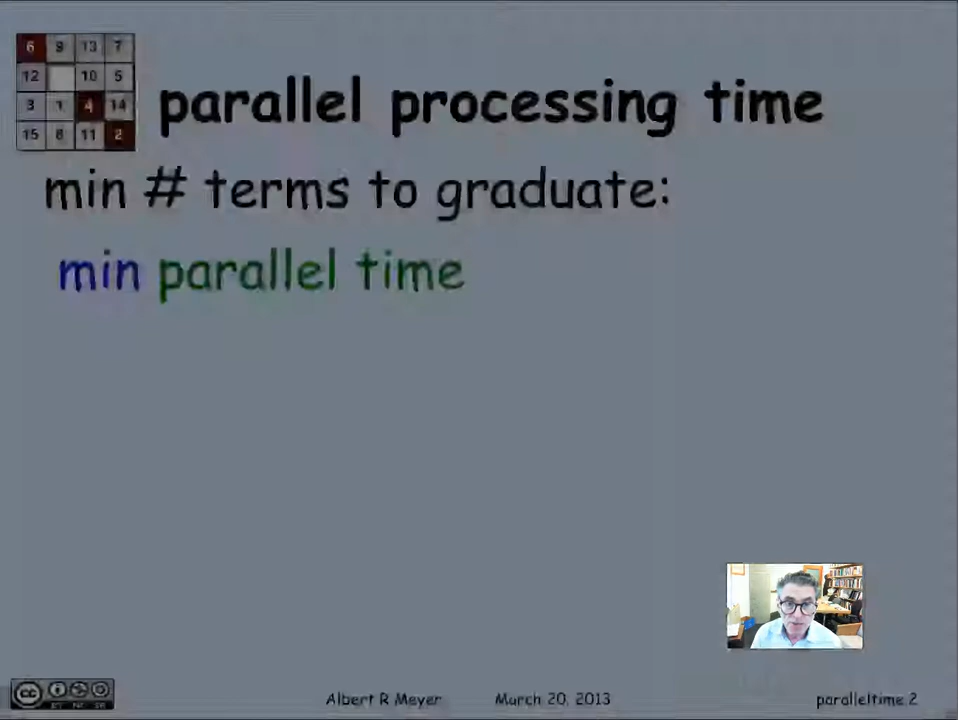 6 9 13 7
12 10 5
3 1 4 14
15 8 11 2
parallel processing time
min # terms to graduate:
min parallel time
cc
Albert R Meyer March 20, 2013 paralleltime.2